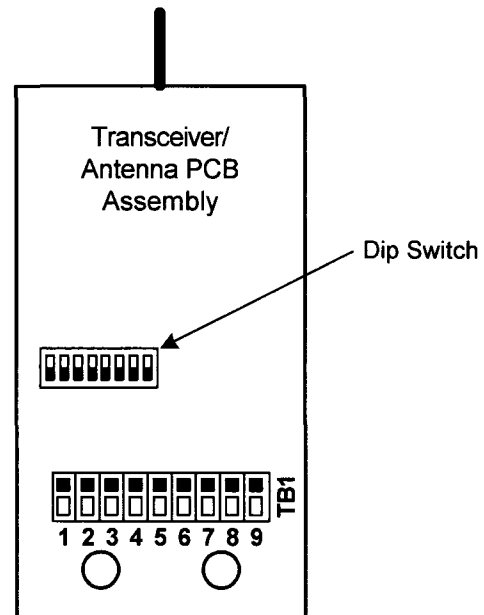 Transceiver/
Antenna PCB
Assembly
Dip Switch
TB1
1 2 3 4 5 6 7 8 9